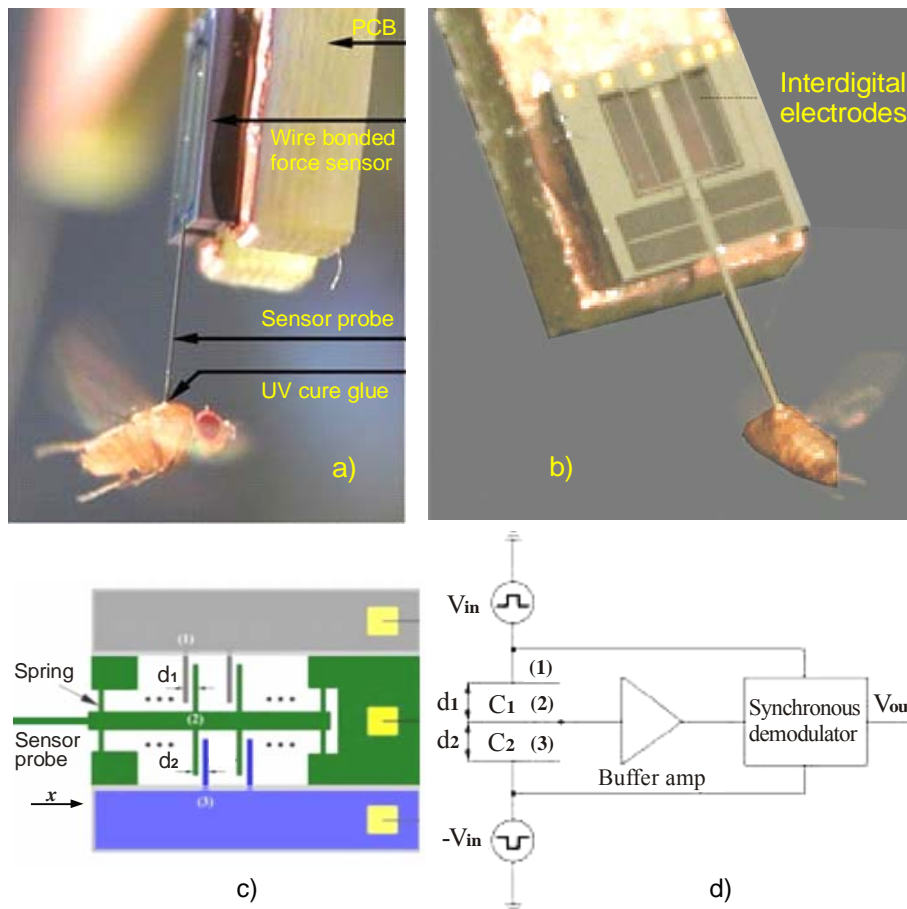 PCB
Wire bonded
force sensor
Sensor probe
UV cure glue
a)
Interdigital
electrodes
b)
(1)
d1
Spring
(2)
Sensor
probe
d2
x
(3)
c)
Vin
(1)
d1
C1
(2)
d2
C2
(3)
-Vin
Buffer amp
Synchronous
demodulator
Vou
d)